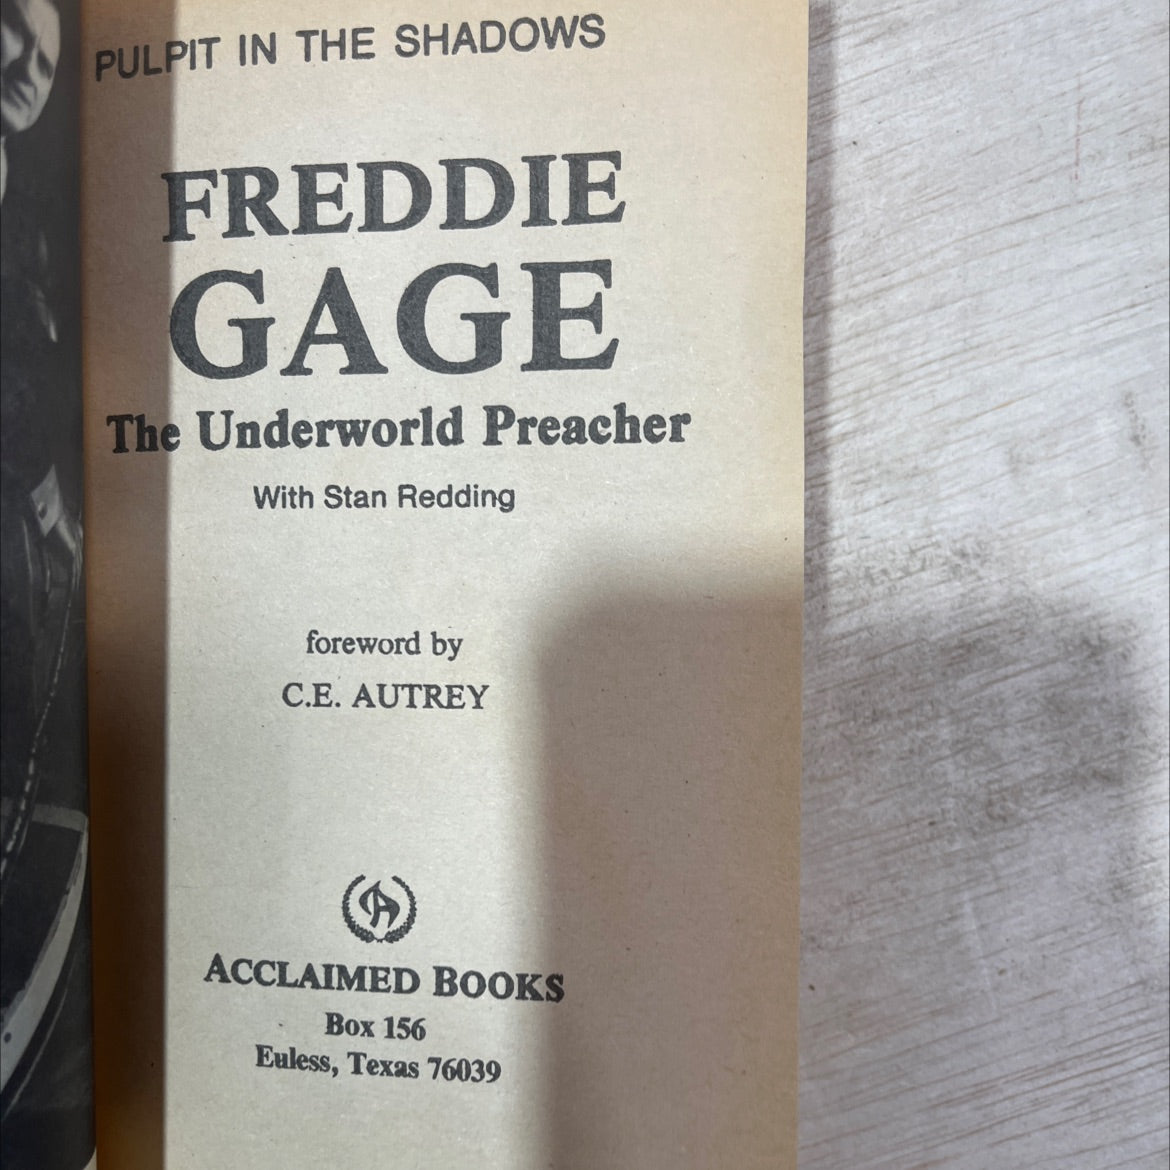 PULPIT IN THE SHADOWS
FREDDIE
GAGE
The Underworld Preacher
With Stan Redding
foreword by
C.E. AUTREY
ACCLAIMED BOOKS
Box 156
Euless, Texas 76039